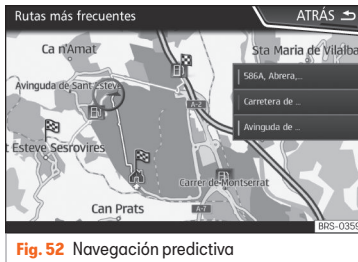 Rutas más frecuentes
ATRÁS
Ca n'Amat
Sta Maria de Vilalba
586A, Abrera,..
Avinguda de Sant Esteve
A-2
Carretera de ..
Avinguda de ..
t Esteve Sesrovires
Carrer de Montserrat
Can Prats
A-7
BRS-0359
Fig. 52 Navegación predictiva